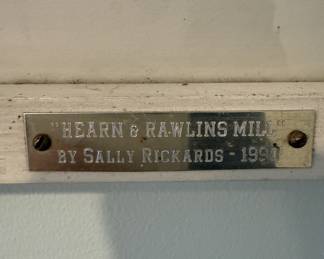 "HEARN & RAWLINS MILL"
BY SALLY RICKARDS -